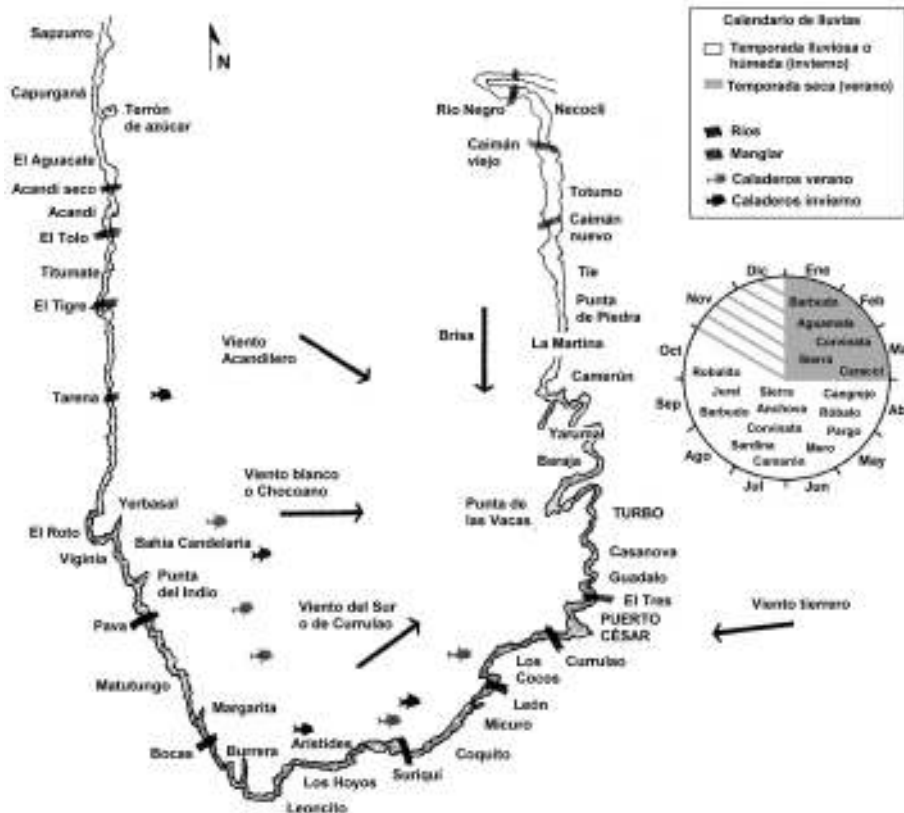 Sapzurro
Capurganá
Terrón
de azúcar
El Aguacate
Acandí seco
Acandí
El Tolo
Titumate
El Tigre
Tarena
Yerbasal
El Roto
Viginia
Bahía Candelaria
Punta
del Indio
Pava
Matutungo
Margarita
Bocas
Burrera
Leoncito
Arístides
Los Hoyos
Suriquí
Coquito
Micuro
León
Los
Cocos
Currulao
PUERTO
CÉSAR
El Tres
Guadalo
Casanova
TURBO
Punta de
las Vacas
Baraja
Yarumal
Camerún
La Martina
Punta
de Piedra
Tie
Caimán
nuevo
Totumo
Caimán
viejo
Río Negro
Necoclí
N
Viento
Acandilero
Brisa
Viento blanco
o Chocoano
Viento del Sur
o de Currulao
Viento tierrero
Calendario de lluvias
Temporada lluviosa o
húmeda (invierno)
Temporada seca (verano)
Ríos
Manglar
Caladeros verano
Caladeros invierno
Dic
Ene
Nov
Feb
Oct
Ma
Sep
Ab
Ago
May
Jul
Jun
Barbudo
Aguamala
Corvinata
Sierra
Caracol
Robalito
Jurel
Sierra
Cangrejo
Barbudo
Anchova
Róbalo
Corvinata
Pargo
Sardina
Mero
Camarón